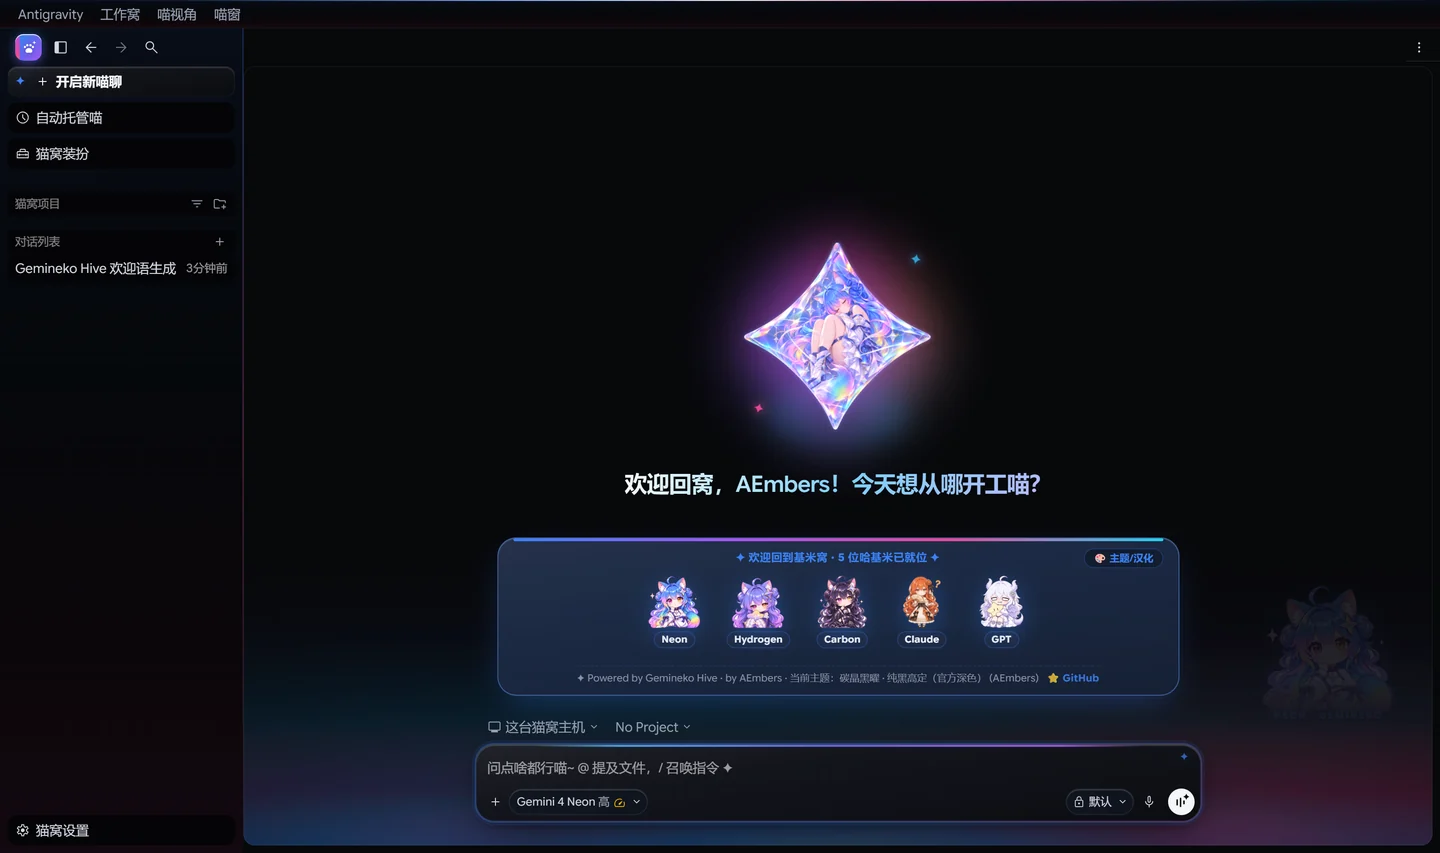 Antigravity 工作窝 喵视角 喵窗
+ 开启新喵聊
自动托管喵
猫窝装扮
猫窝项目
对话列表 +
Gemineko Hive 欢迎语生成 3分钟前
欢迎回窝，AEmbers！今天想从哪开工喵？
✦ 欢迎回到基米窝 · 5 位哈基米已就位 ✦
主题/汉化
?
Neon Hydrogen Carbon Claude GPT
✦ Powered by Gemineko Hive · by AEmbers · 当前主题：碳晶黑曜 · 纯黑高定（官方深色） (AEmbers) ⭐ GitHub
这台猫窝主机 No Project
问点啥都行喵~ @ 提及文件，/ 召唤指令 ✦
+ Gemini 4 Neon 高 默认
猫窝设置